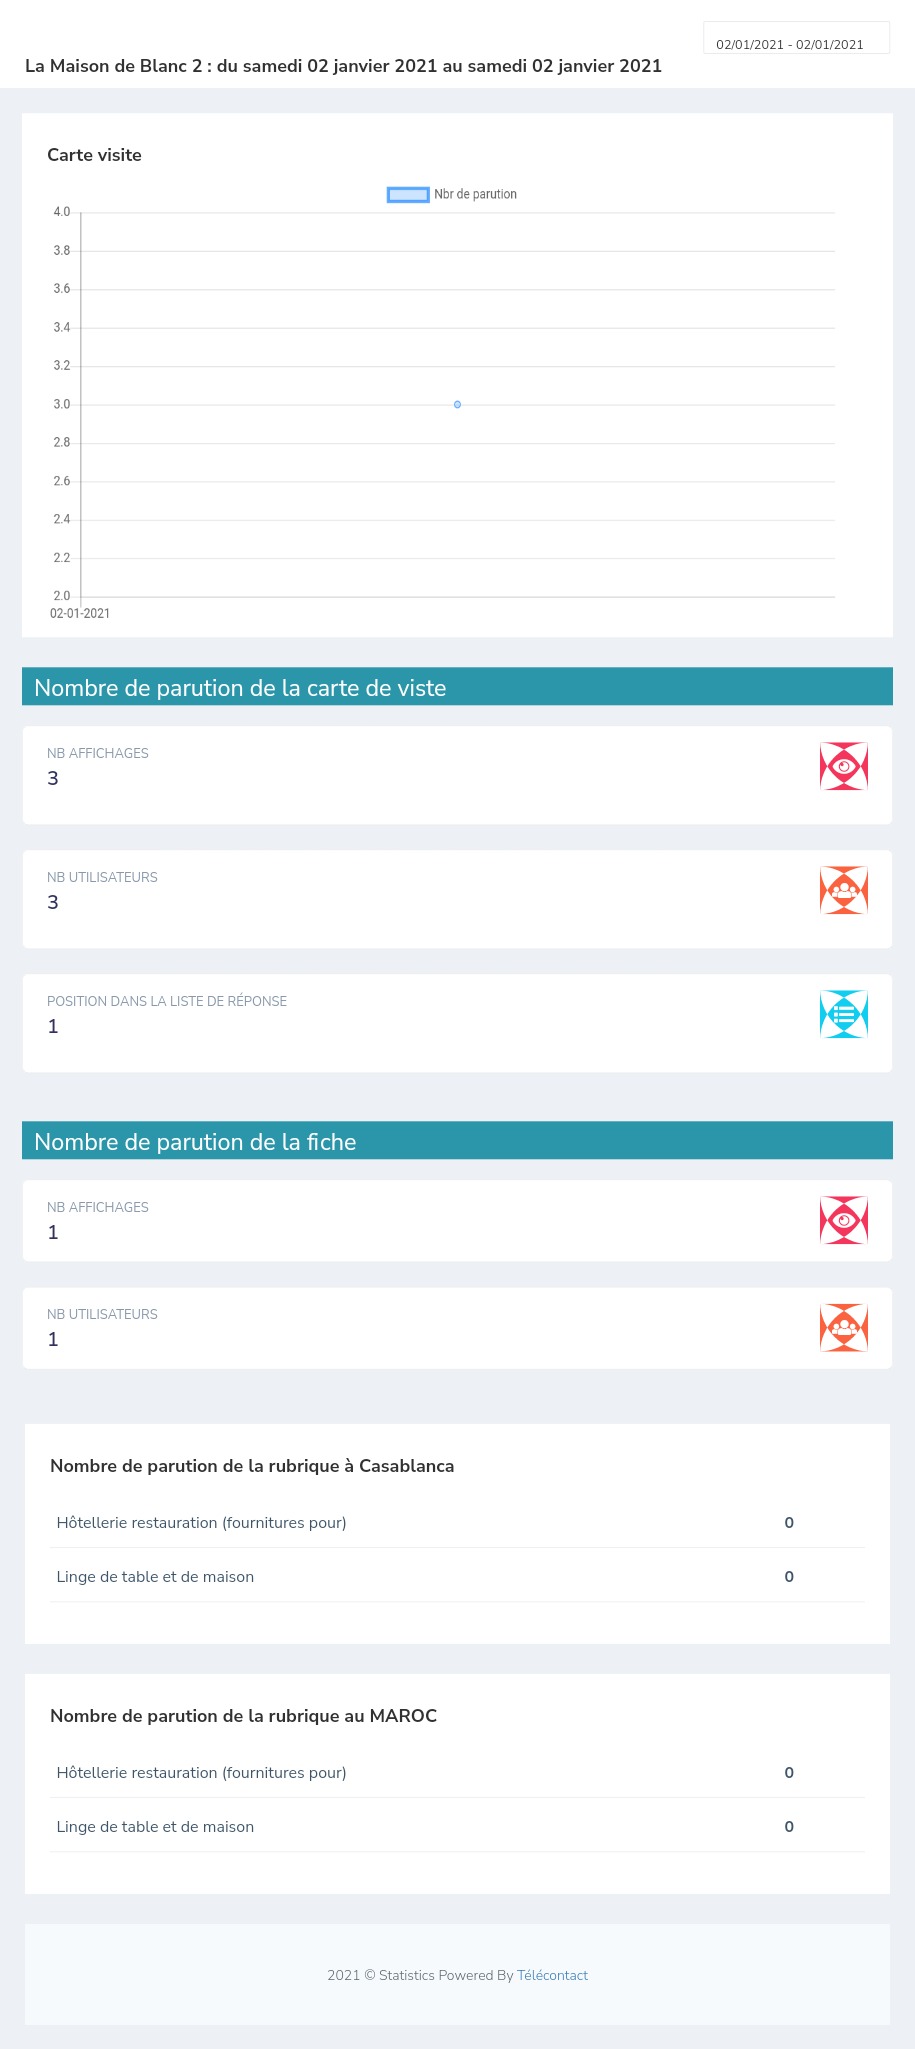 02/01/2021 - 02/01/2021
La Maison de Blanc 2 : du samedi 02 janvier 2021 au samedi 02 janvier 2021
Carte visite
Nbr de parution
4.0
3.8
3.6
3.4
3.2
3.0
2.8
2.6
2.4
2.2
2.0
02-01-2021
Nombre de parution de la carte de viste
NB AFFICHAGES
3
NB UTILISATEURS
3
POSITION DANS LA LISTE DE RÉPONSE
1
Nombre de parution de la fiche
NB AFFICHAGES
1
NB UTILISATEURS
1
Nombre de parution de la rubrique à Casablanca
Hôtellerie restauration (fournitures pour) 0
Linge de table et de maison 0
Nombre de parution de la rubrique au MAROC
Hôtellerie restauration (fournitures pour) 0
Linge de table et de maison 0
2021 © Statistics Powered By Télécontact